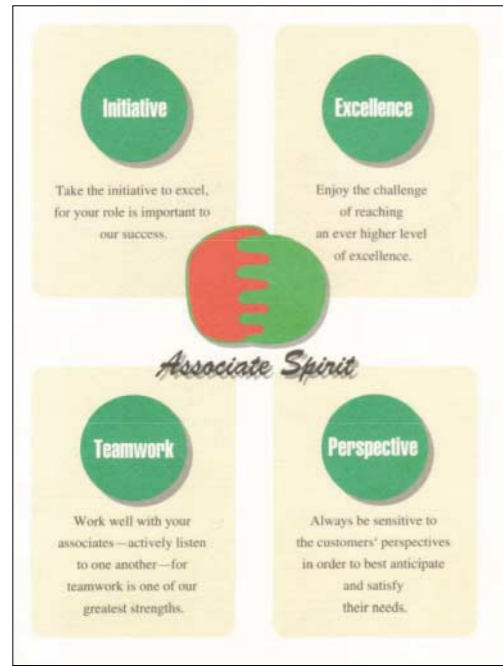 Initiative
Take the initiative to excel,
for your role is important to
our success.
Excellence
Enjoy the challenge
of reaching
an ever higher level
of excellence.
Associate Spirit
Teamwork
Work well with your
associates—actively listen
to one another—for
teamwork is one of our
greatest strengths.
Perspective
Always be sensitive to
the customers' perspectives
in order to best anticipate
and satisfy
their needs.